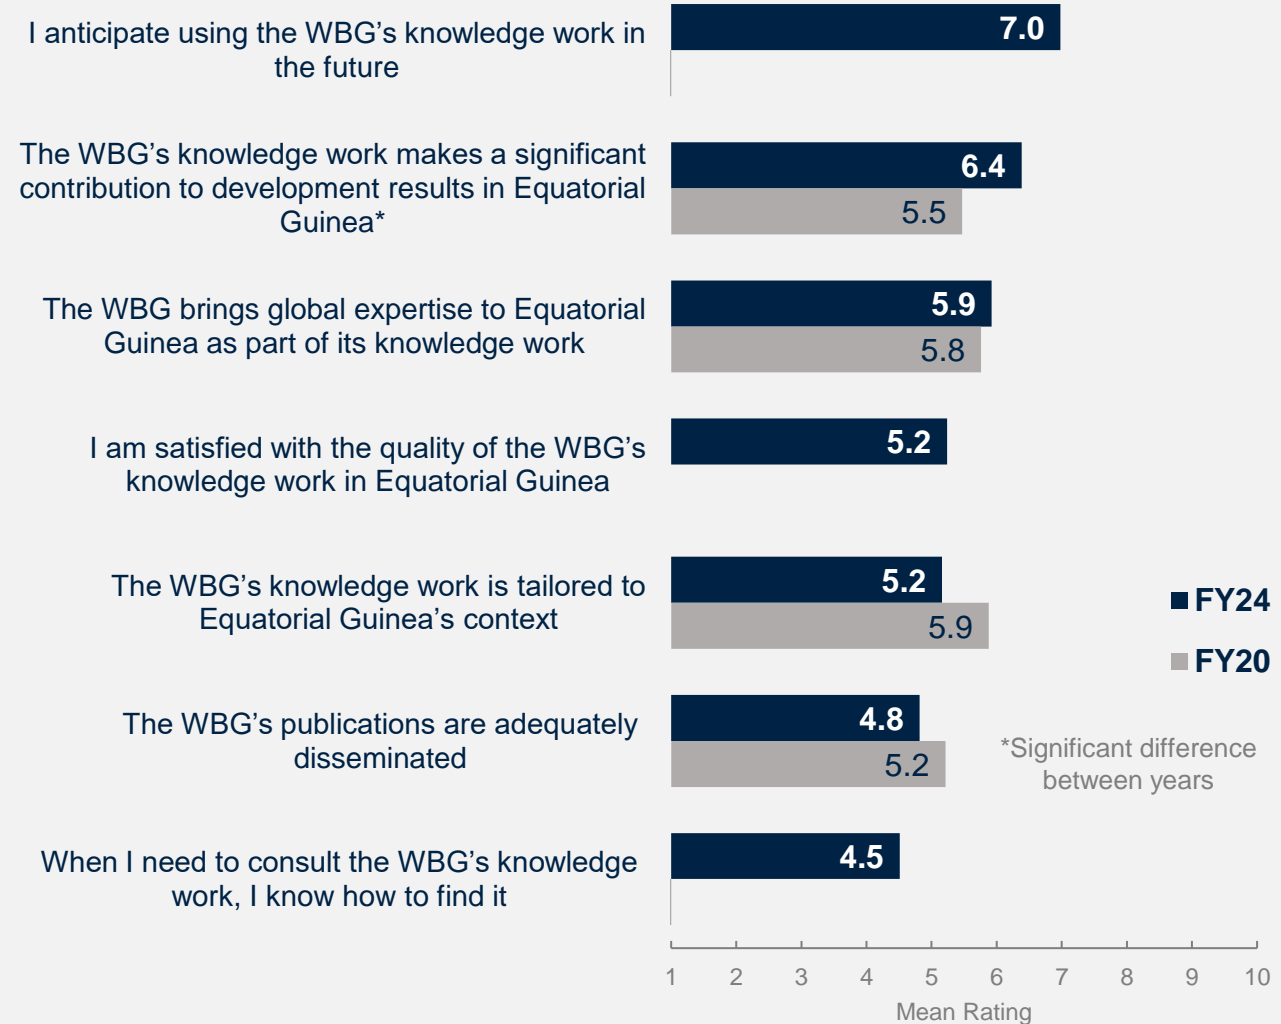 I anticipate using the WBG’s knowledge work in
the future
7.0
The WBG’s knowledge work makes a significant
contribution to development results in Equatorial
Guinea*
6.4
5.5
The WBG brings global expertise to Equatorial
Guinea as part of its knowledge work
5.9
5.8
I am satisfied with the quality of the WBG’s
knowledge work in Equatorial Guinea
5.2
The WBG’s knowledge work is tailored to
Equatorial Guinea’s context
5.2
5.9
The WBG’s publications are adequately
disseminated
4.8
5.2
When I need to consult the WBG’s knowledge
work, I know how to find it
4.5
FY24
FY20
*Significant difference
between years
1 2 3 4 5 6 7 8 9 10
Mean Rating